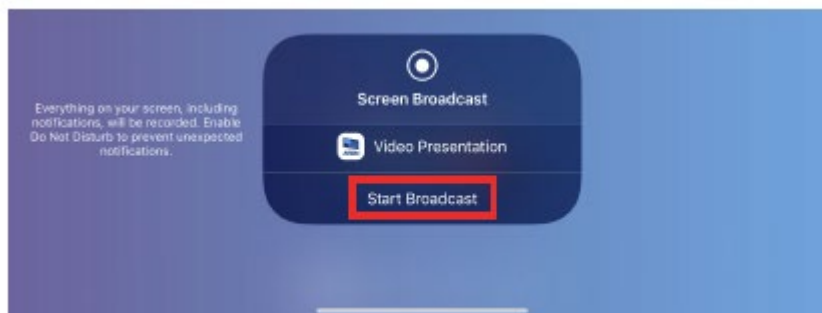 Everything on your screen, including
notifications, will be recorded. Enable
Do Not Disturb to prevent unexpected
notifications.
Screen Broadcast
Video Presentation
Start Broadcast